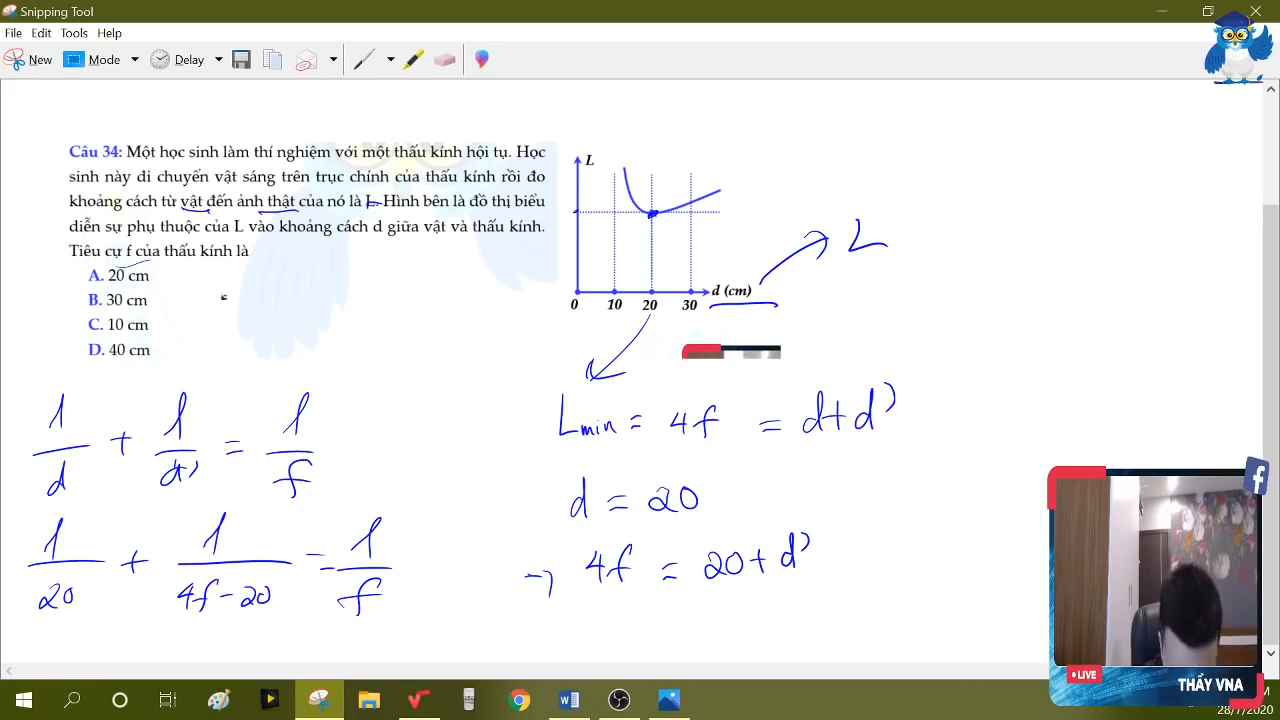 Snipping Tool
File Edit Tools Help
New Mode Delay
Câu 34: Một học sinh làm thí nghiệm với một thấu kính hội tụ. Học
sinh này di chuyển vật sáng trên trục chính của thấu kính rồi đo
khoảng cách từ vật đến ảnh thật của nó là L. Hình bên là đồ thị biểu
diễn sự phụ thuộc của L vào khoảng cách d giữa vật và thấu kính.
Tiêu cự f của thấu kính là
A. 20 cm
B. 30 cm
C. 10 cm
D. 40 cm
L
d (cm)
0 10 20 30
L
Lmin = 4f = d+d'
1/d + 1/d' = 1/f
d = 20
→ 4f = 20+d'
1/20 + 1/(4f-20) = 1/f
LIVE
THẦY VNA
M
28/7/2020